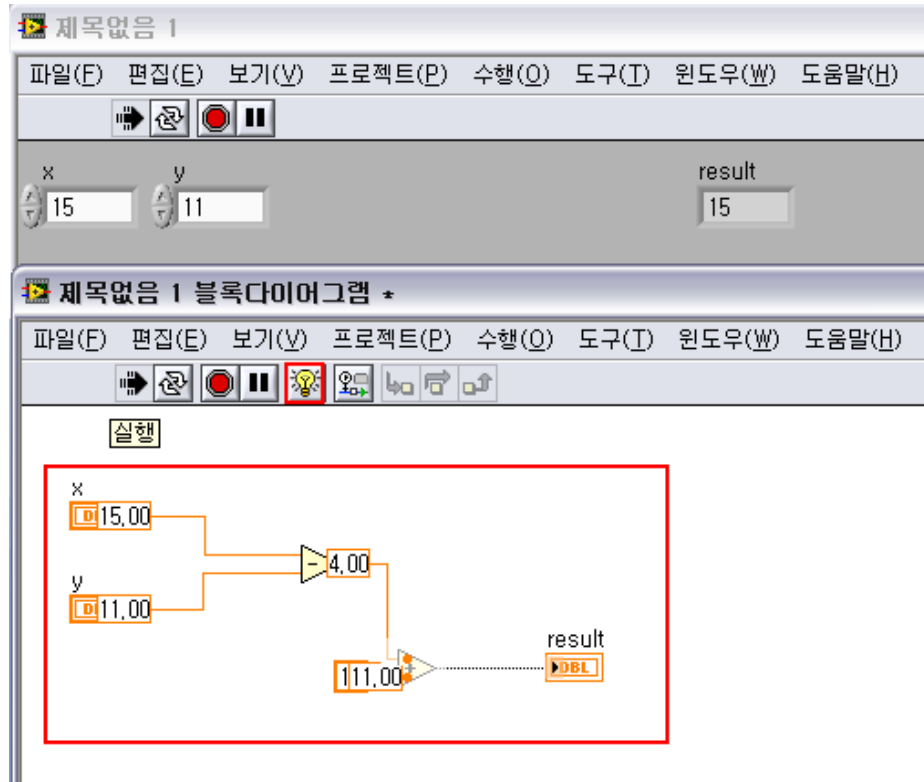 제목없음 1
파일(F) 편집(E) 보기(V) 프로젝트(P) 수행(O) 도구(T) 윈도우(W) 도움말(H)
x y result
15 11 15
제목없음 1 블록다이어그램 *
파일(F) 편집(E) 보기(V) 프로젝트(P) 수행(O) 도구(T) 윈도우(W) 도움말(H)
실행
x
15,00
4,00
y
11,00
result
111,00 DBL